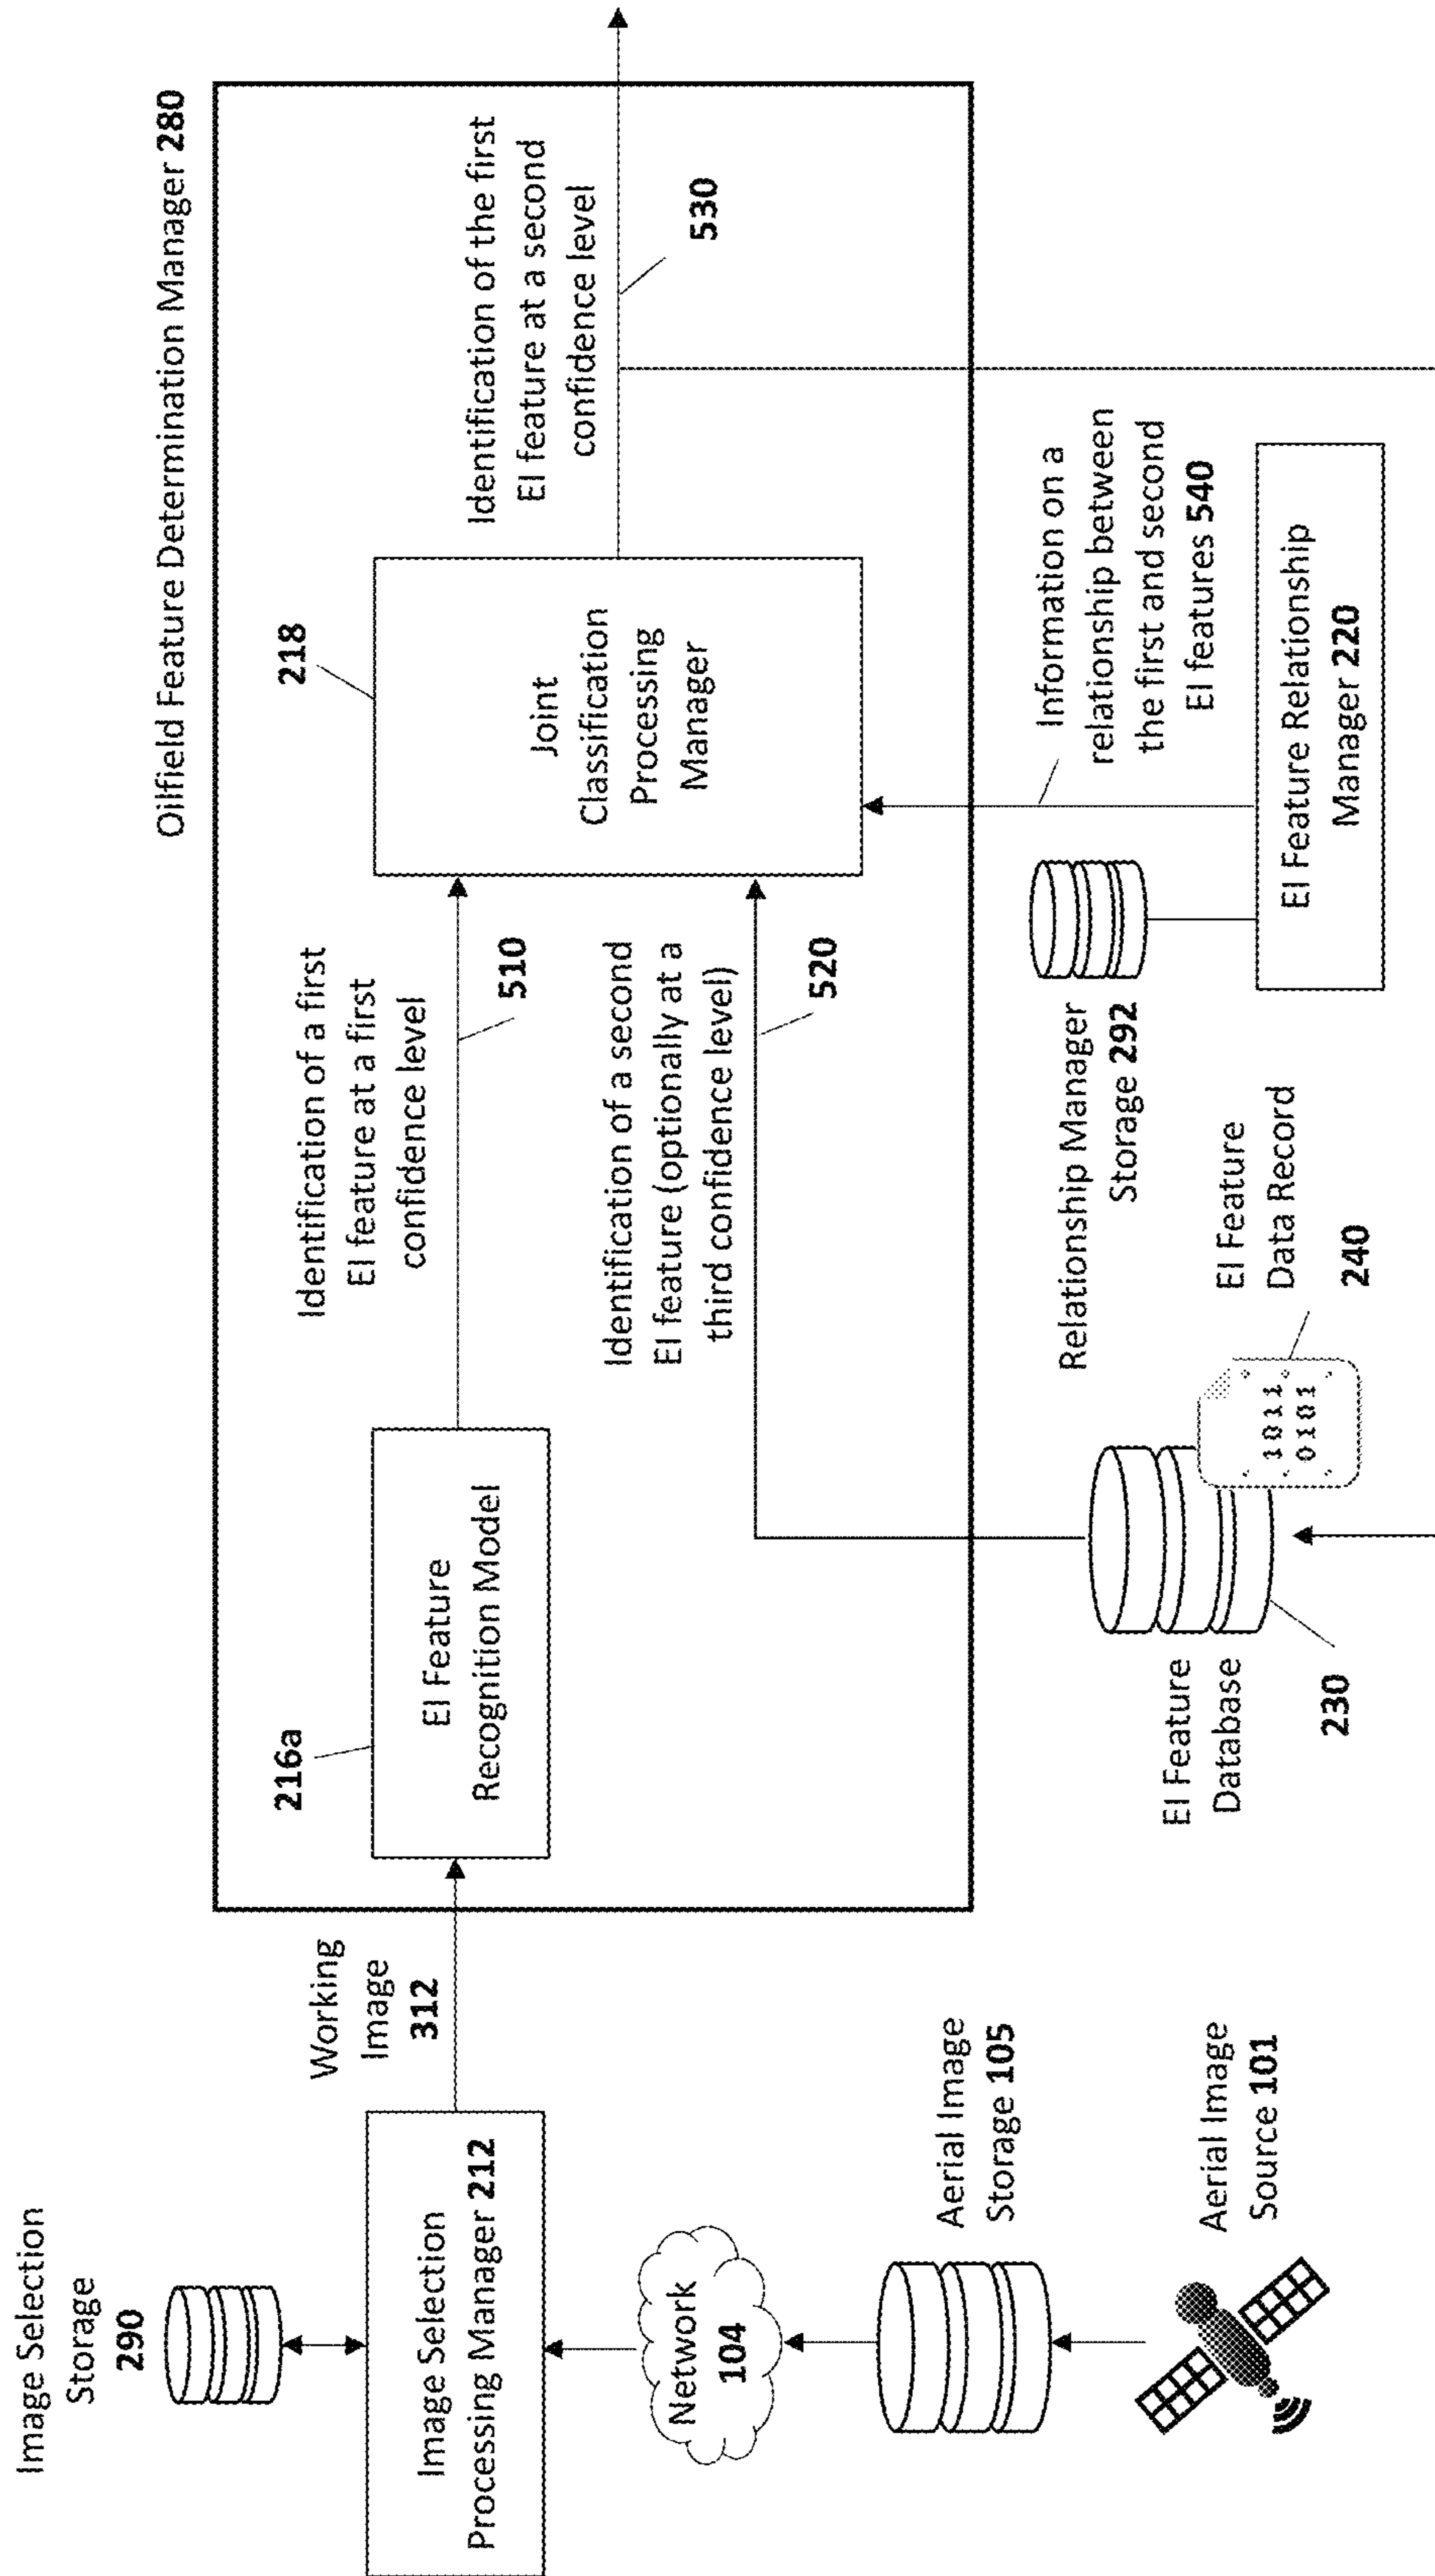 Oilfield Feature Determination Manager 280
Image Selection
Storage
290
Image Selection
Processing Manager 212
Network
104
Aerial Image
Storage 105
Aerial Image
Source 101
Working
Image
312
216a
EI Feature
Recognition Model
Identification of a first
EI feature at a first
confidence level
510
Identification of a second
EI feature (optionally at a
third confidence level)
520
218
Joint
Classification
Processing
Manager
Identification of the first
EI feature at a second
confidence level
530
EI Feature
Database
230
1011
0101
EI Feature
Data Record
240
Relationship Manager
Storage 292
Information on a
relationship between
the first and second
EI features 540
EI Feature Relationship
Manager 220